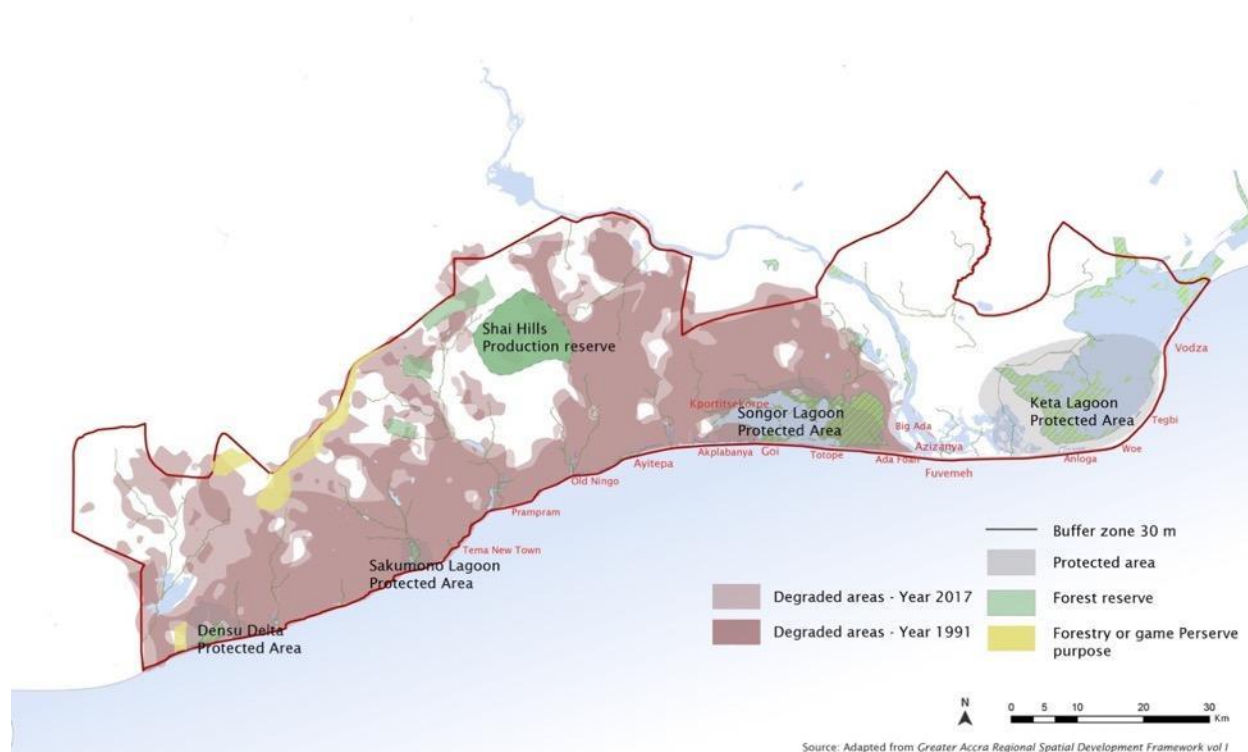 Shai Hills
Production reserve
Vodza
Kportitsekorpe
Songor Lagoon
Protected Area
Keta Lagoon
Protected Area
Big Ada
Azizanya
Tegbi
Akplabanya
Goi
Totope
Ada Foah
Fuvemeh
Anloga
Woe
Ayitepa
Old Ningo
Prampram
Tema New Town
Sakumono Lagoon
Protected Area
Densu Delta
Protected Area
Degraded areas - Year 2017
Degraded areas - Year 1991
Buffer zone 30 m
Protected area
Forest reserve
Forestry or game Perserve
purpose
N
0 5 10 20 30
Km
Source: Adapted from Greater Accra Regional Spatial Development Framework vol I